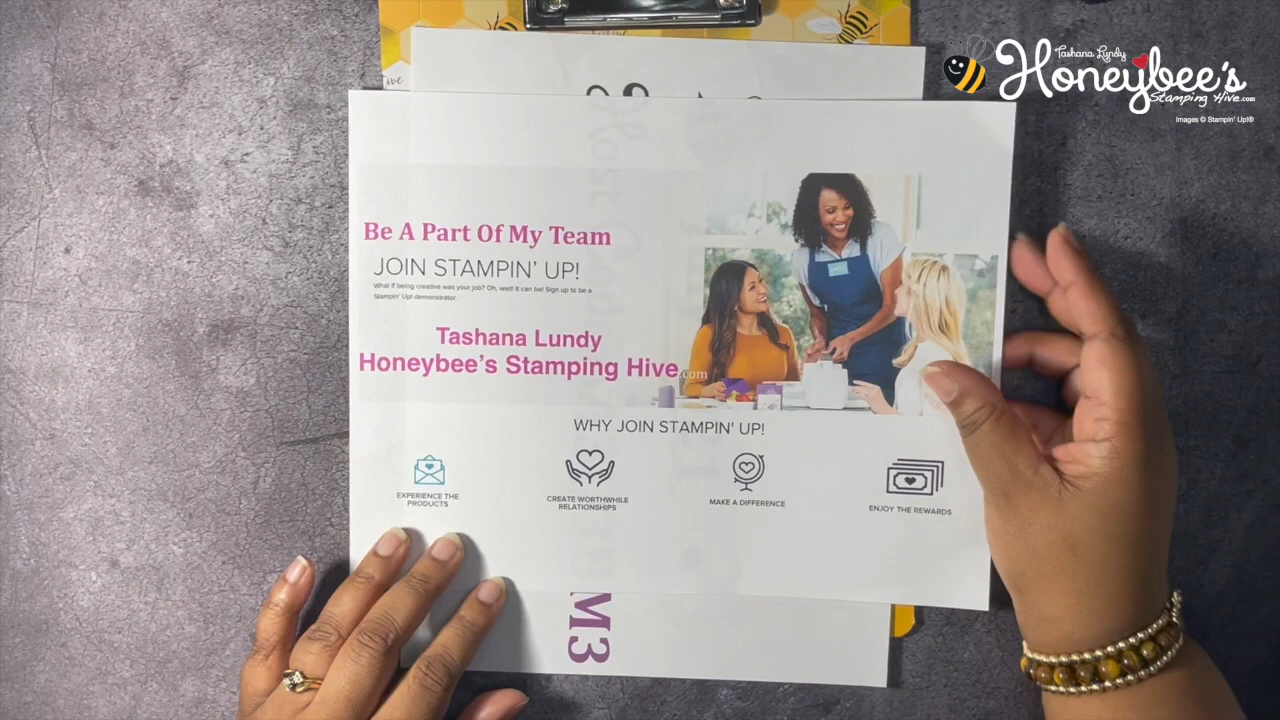 Tashana Lundy
Honeybee's
Stamping Hive.com
Images © Stampin' Up!®
Be A Part Of My Team
JOIN STAMPIN' UP!
What if being creative was your job? Oh, wait! It can be! Sign up to be a
Stampin' Up! demonstrator.
Tashana Lundy
Honeybee's Stamping Hive.com
WHY JOIN STAMPIN' UP!
EXPERIENCE THE
PRODUCTS
CREATE WORTHWHILE
RELATIONSHIPS
MAKE A DIFFERENCE
ENJOY THE REWARDS
M3